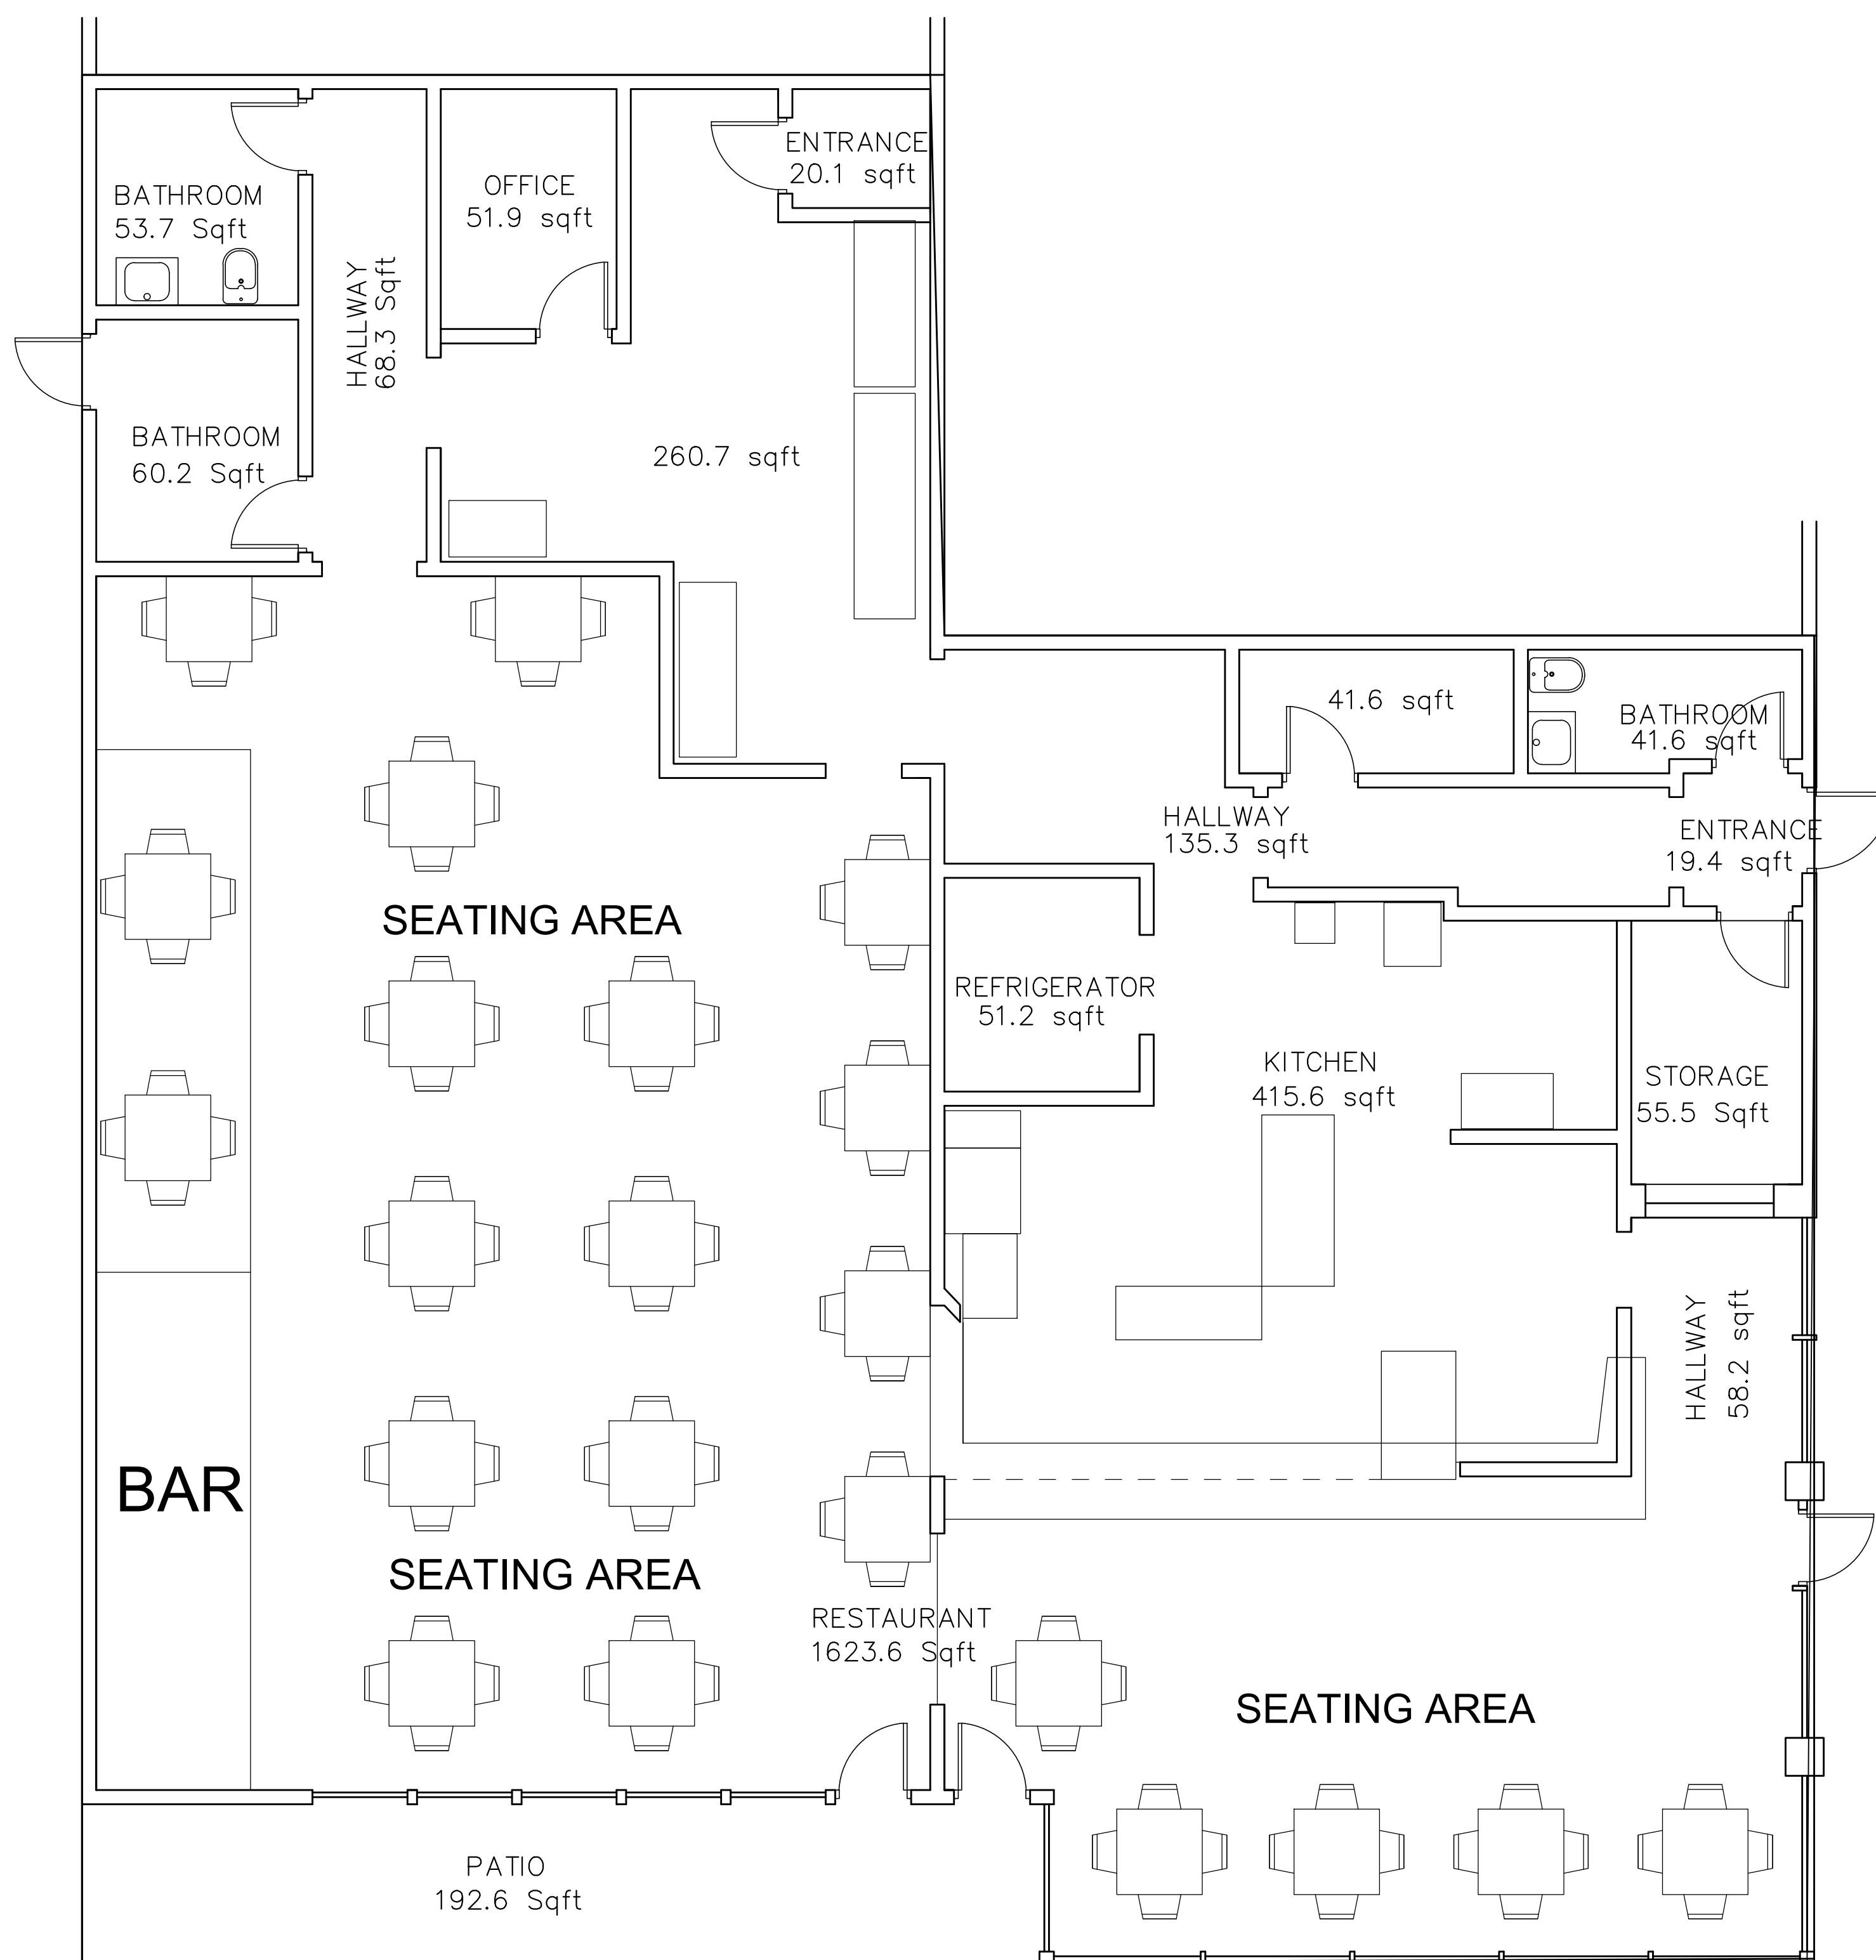 ENTRANCE
20.1 sqft
OFFICE
51.9 sqft
BATHROOM
53.7 Sqft
HALLWAY
68.3 Sqft
BATHROOM
60.2 Sqft
260.7 sqft
41.6 sqft
BATHROOM
41.6 sqft
HALLWAY
135.3 sqft
ENTRANCE
19.4 sqft
SEATING AREA
REFRIGERATOR
51.2 sqft
KITCHEN
415.6 sqft
STORAGE
55.5 Sqft
HALLWAY
58.2 sqft
BAR
SEATING AREA
RESTAURANT
1623.6 Sqft
SEATING AREA
PATIO
192.6 Sqft